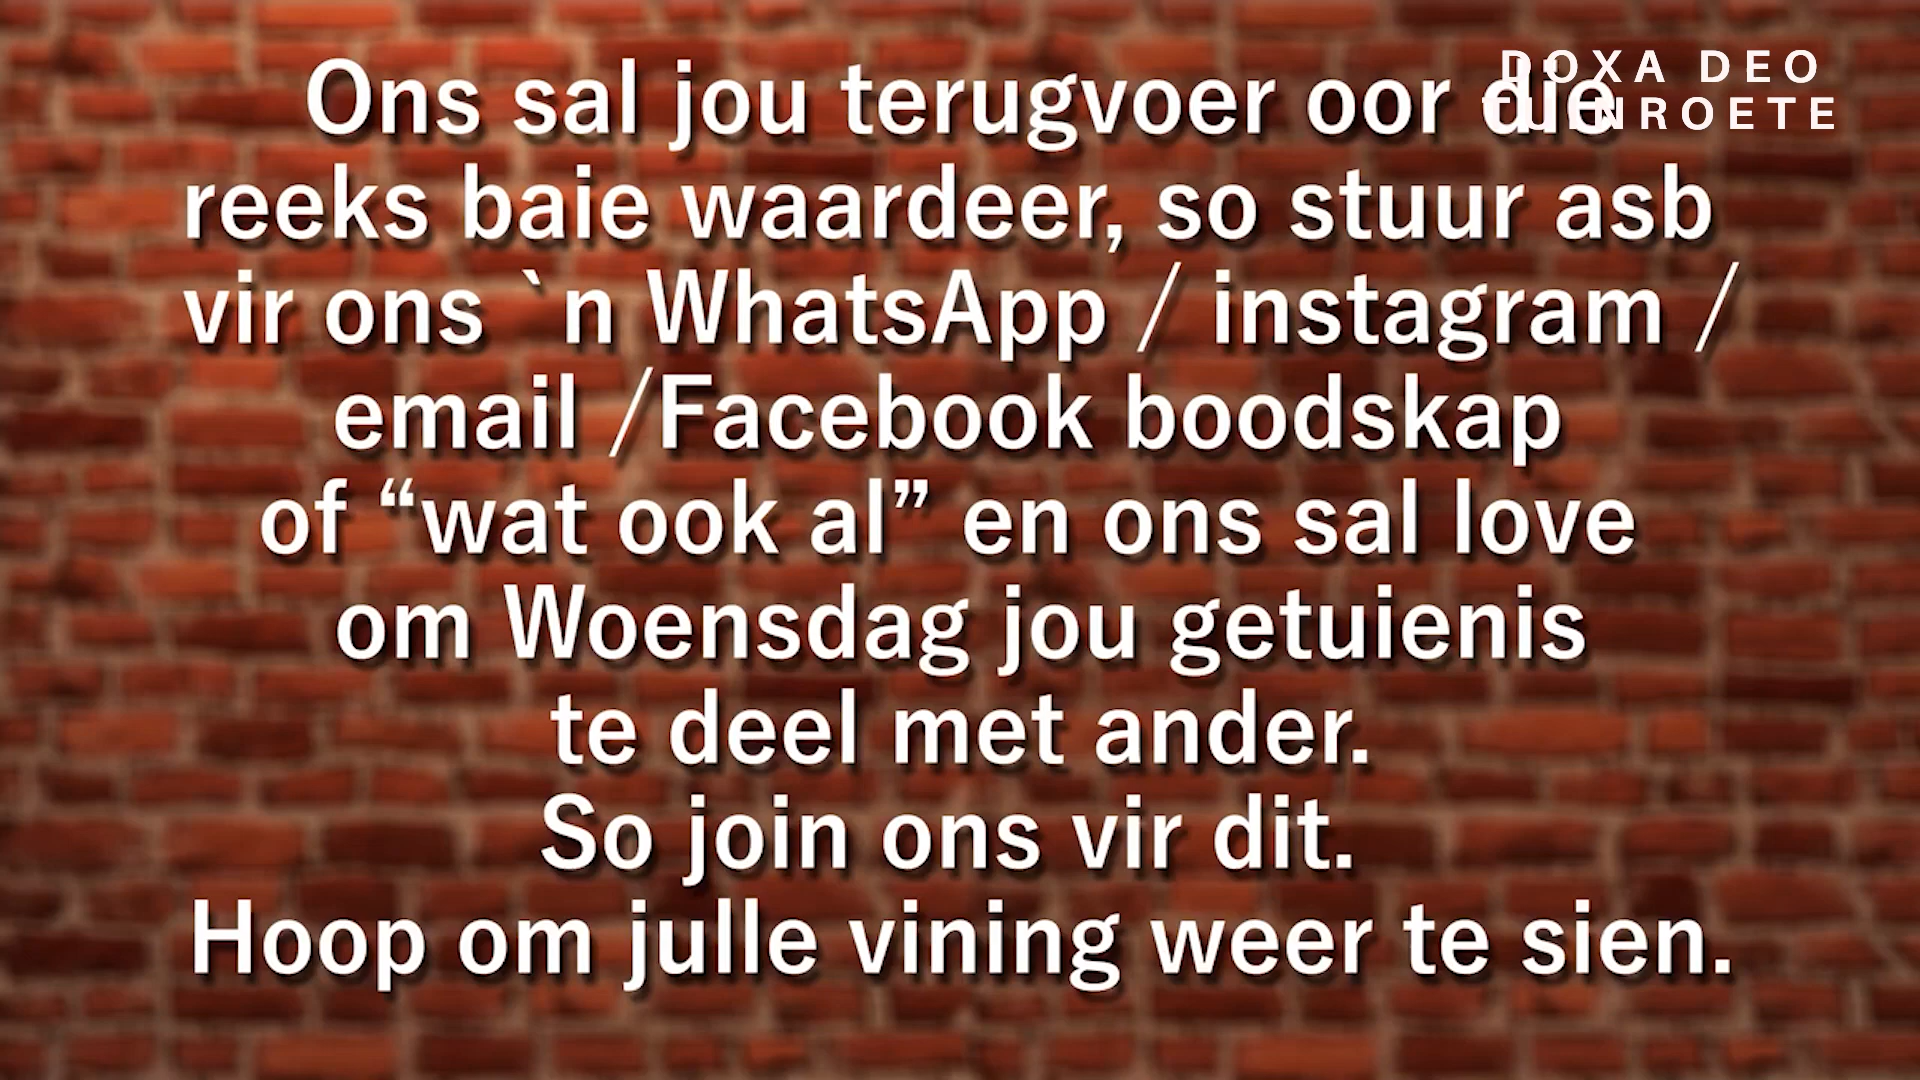 DOXA DEO
TUINROETE
Ons sal jou terugvoer oor die
reeks baie waardeer, so stuur asb
vir ons `n WhatsApp / instagram /
email /Facebook boodskap
of “wat ook al” en ons sal love
om Woensdag jou getuienis
te deel met ander.
So join ons vir dit.
Hoop om julle vining weer te sien.